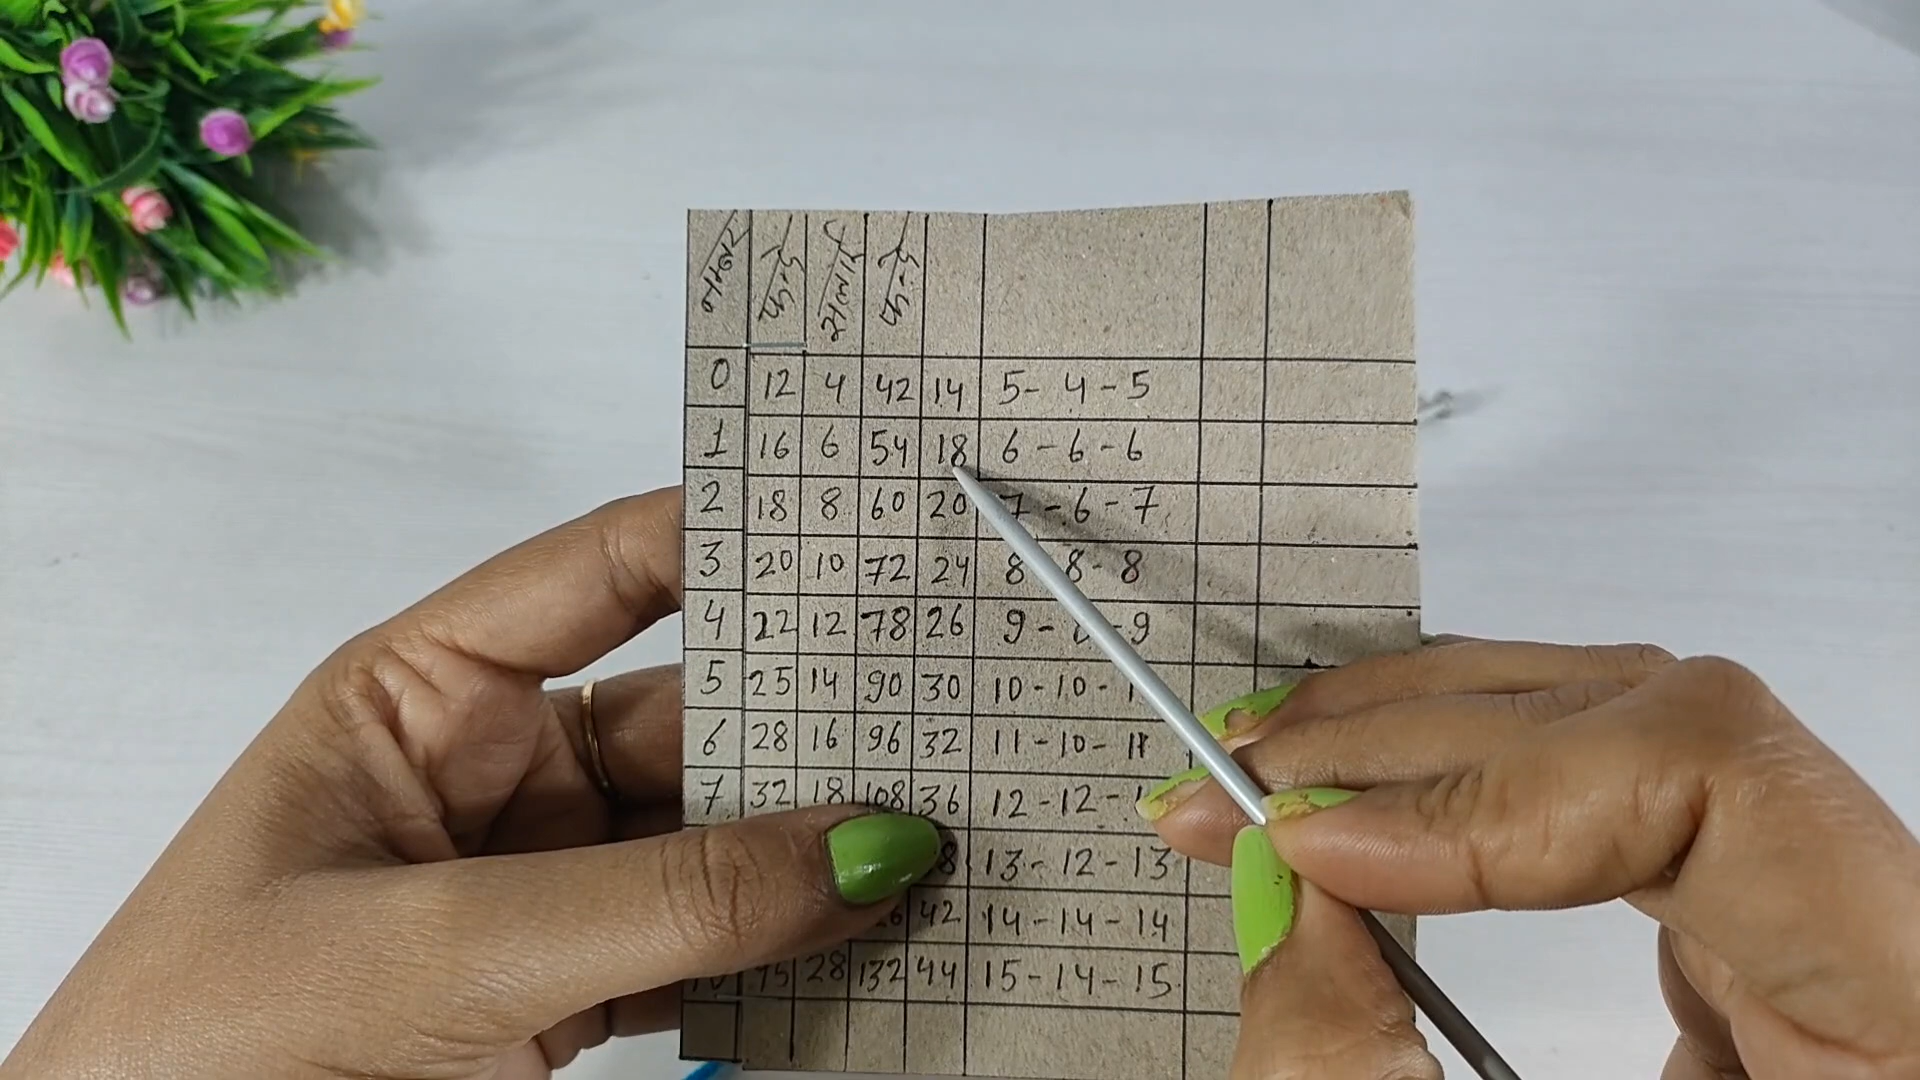 0 12 4 42 14 5 - 4 - 5
1 16 6 54 18 6 - 6 - 6
2 18 8 60 20 7 - 6 - 7
3 20 10 72 24 8 - 8 - 8
4 22 12 78 26 9 - - 9
5 25 14 90 30 10 - 10 -
6 28 16 96 32 11 - 10 - 11
7 32 18 108 36 12 - 12 -
13 - 12 - 13
42 14 - 14 - 14
28 132 44 15 - 14 - 15